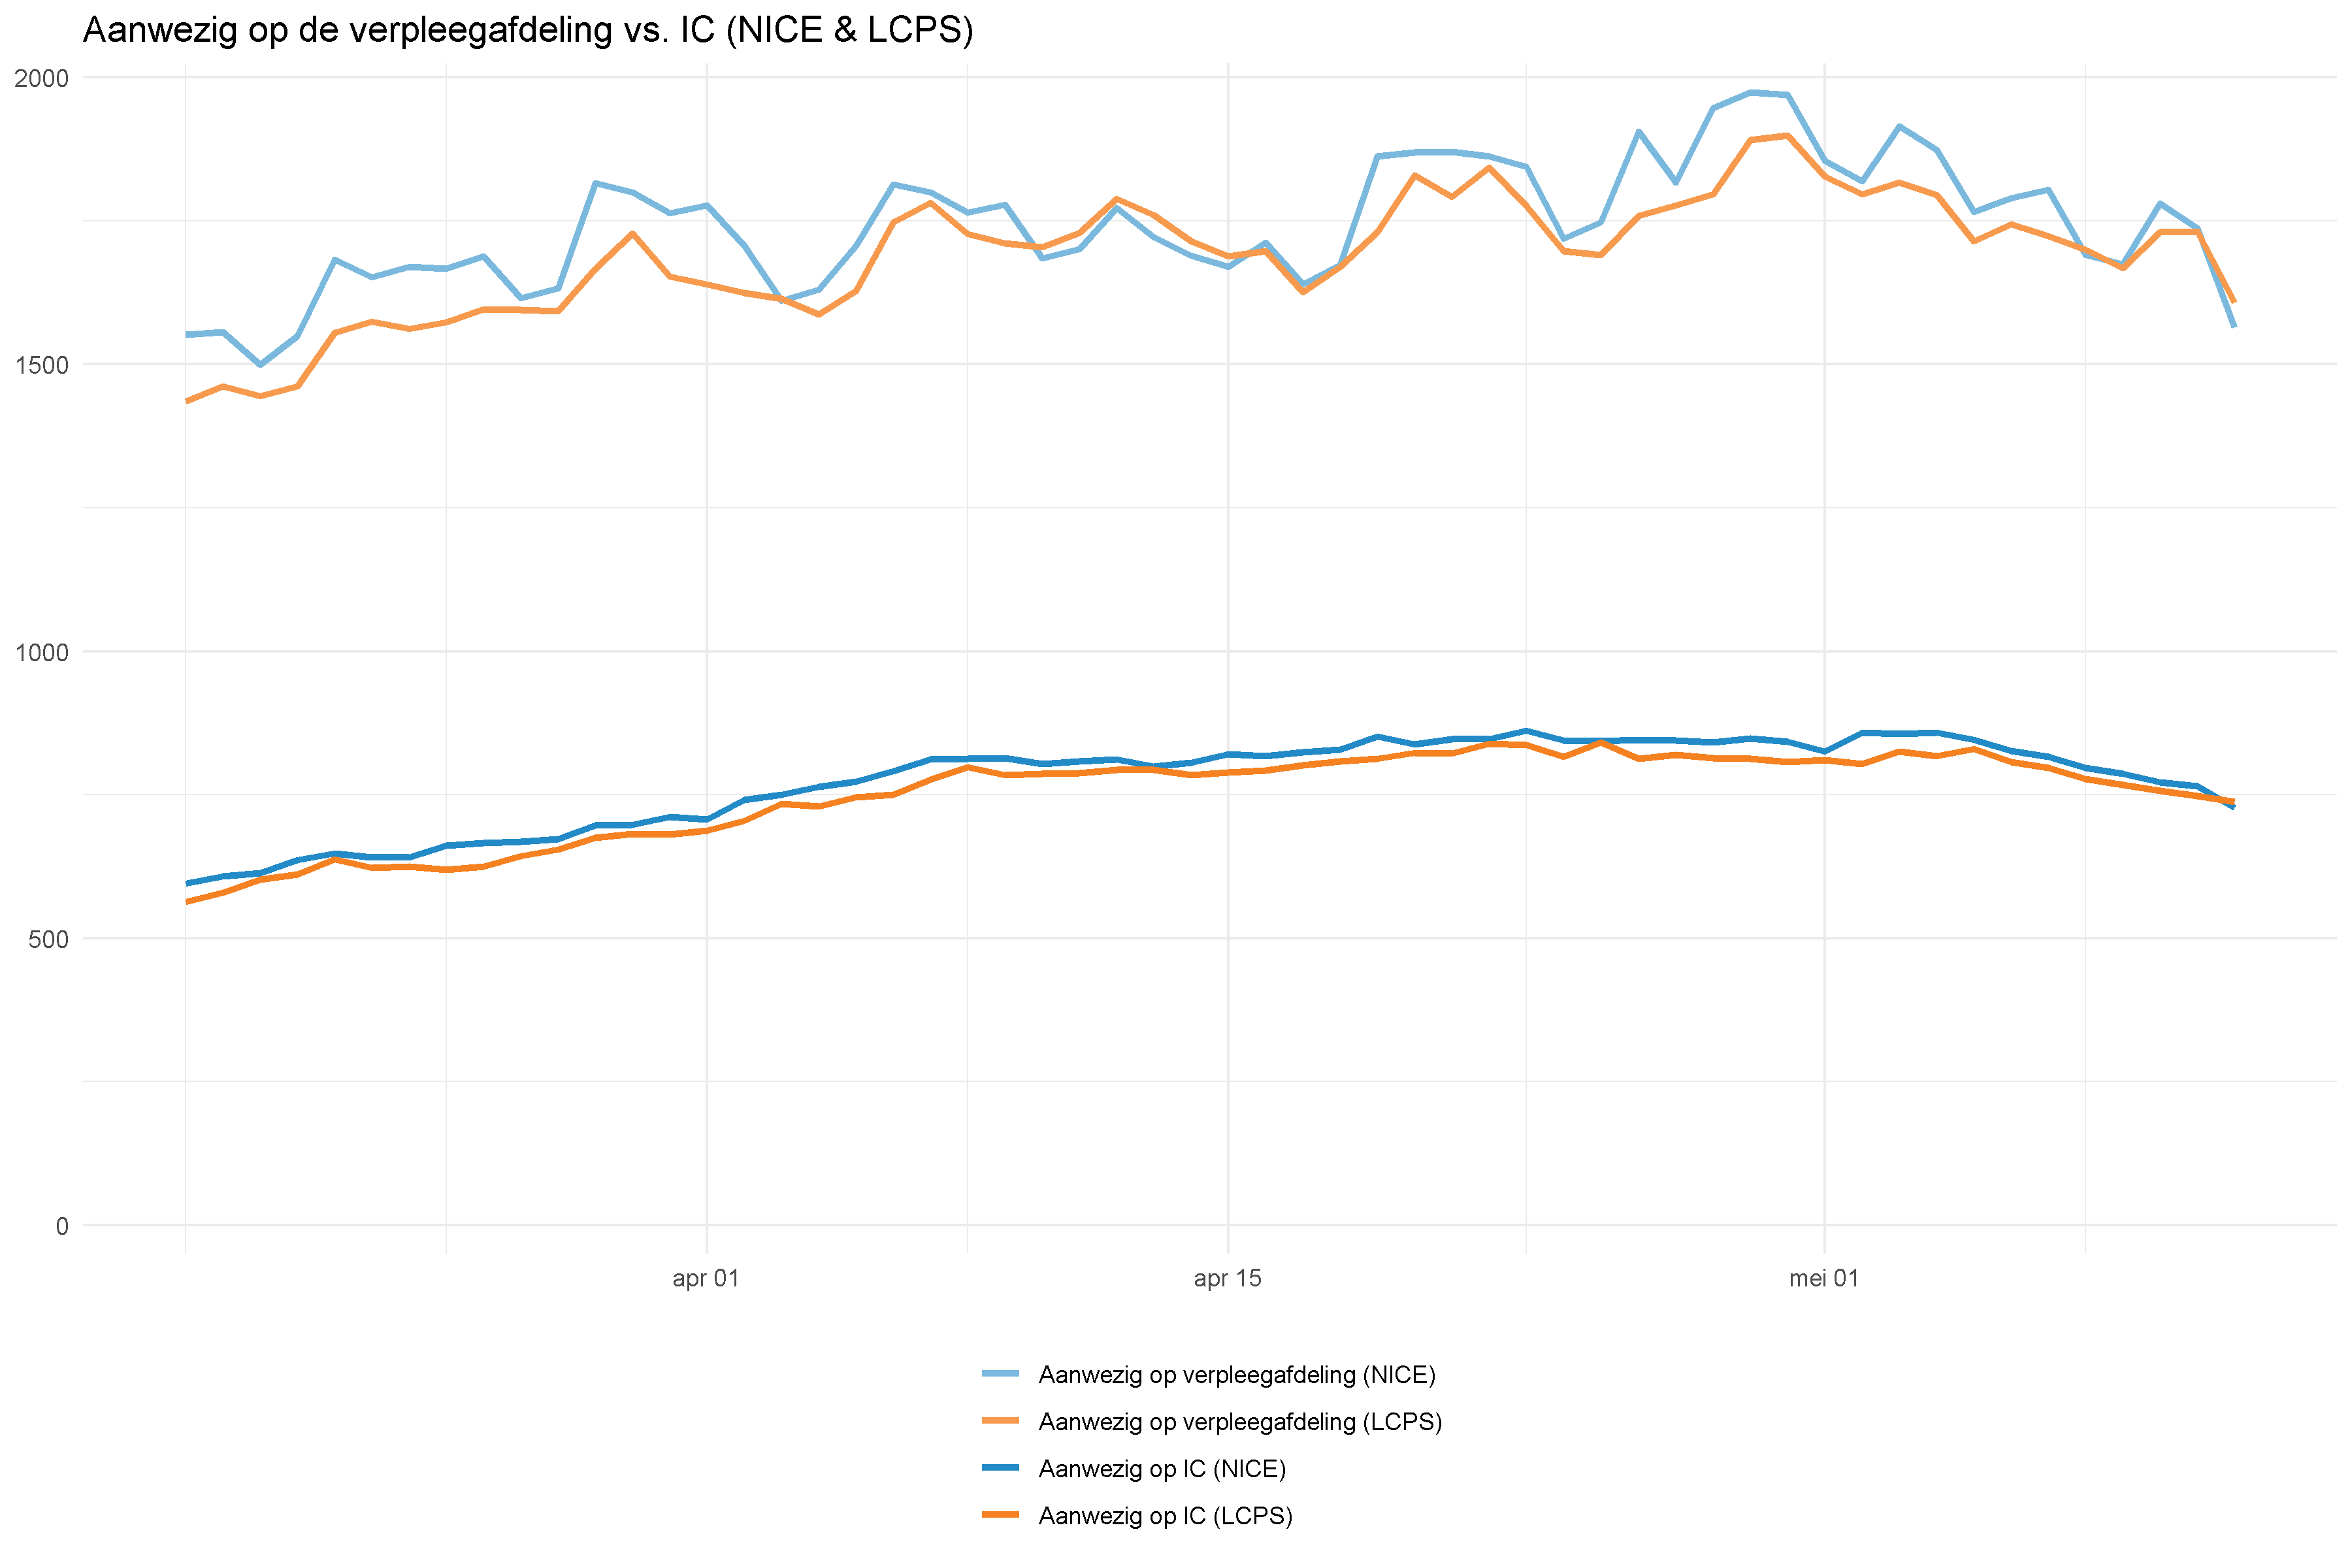 Aanwezig op de verpleegafdeling vs. IC (NICE & LCPS)
2000
1500
1000
500
0
apr 01
apr 15
mei 01
Aanwezig op verpleegafdeling (NICE)
Aanwezig op verpleegafdeling (LCPS)
Aanwezig op IC (NICE)
Aanwezig op IC (LCPS)